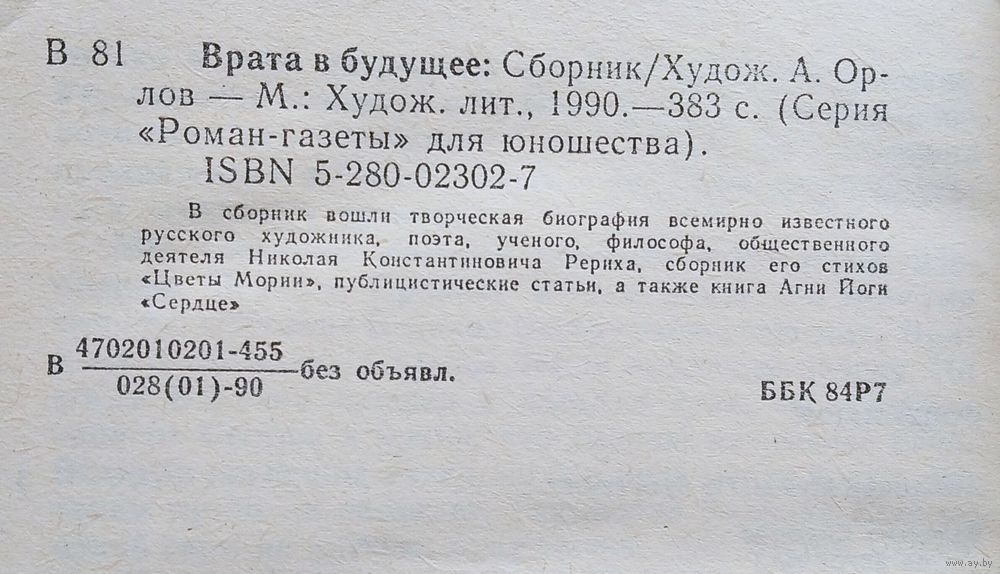 В 81 Врата в будущее: Сборник/Худож. А. Ор-
лов — М.: Худож. лит., 1990.—383 с. (Серия
«Роман-газеты» для юношества).
ISBN 5-280-02302-7
В сборник вошли творческая биография всемирно известного
русского художника, поэта, ученого, философа, общественного
деятеля Николая Константиновича Рериха, сборник его стихов
«Цветы Мории», публицистические статьи, а также книга Агни Йоги
«Сердце»
В 4702010201-455
028(01)-90
без объявл.
ББК 84Р7
www.ay.by